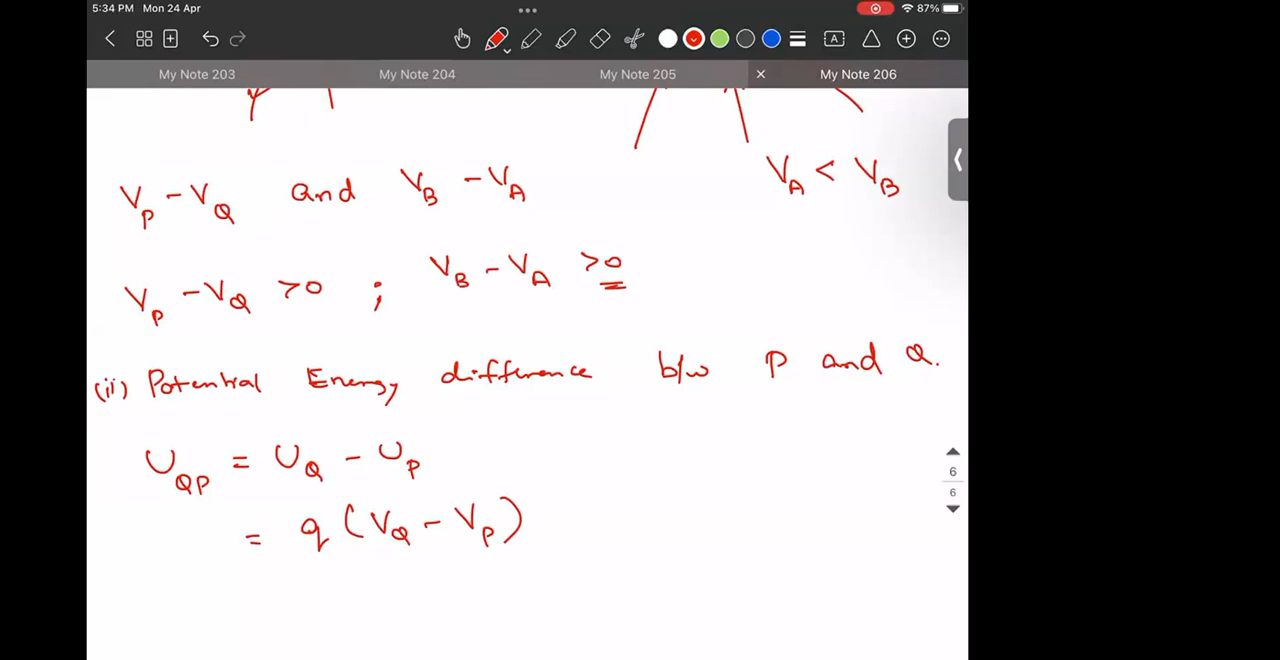 5:34 PM Mon 24 Apr 87%
My Note 203 My Note 204 My Note 205 My Note 206
V_P - V_Q and V_B - V_A V_A < V_B
V_P - V_Q >0 ; V_B - V_A >0
(ii) Potential Energy difference b/w P and Q.
U_QP = U_Q - U_P
= q (V_Q - V_P)
6
6